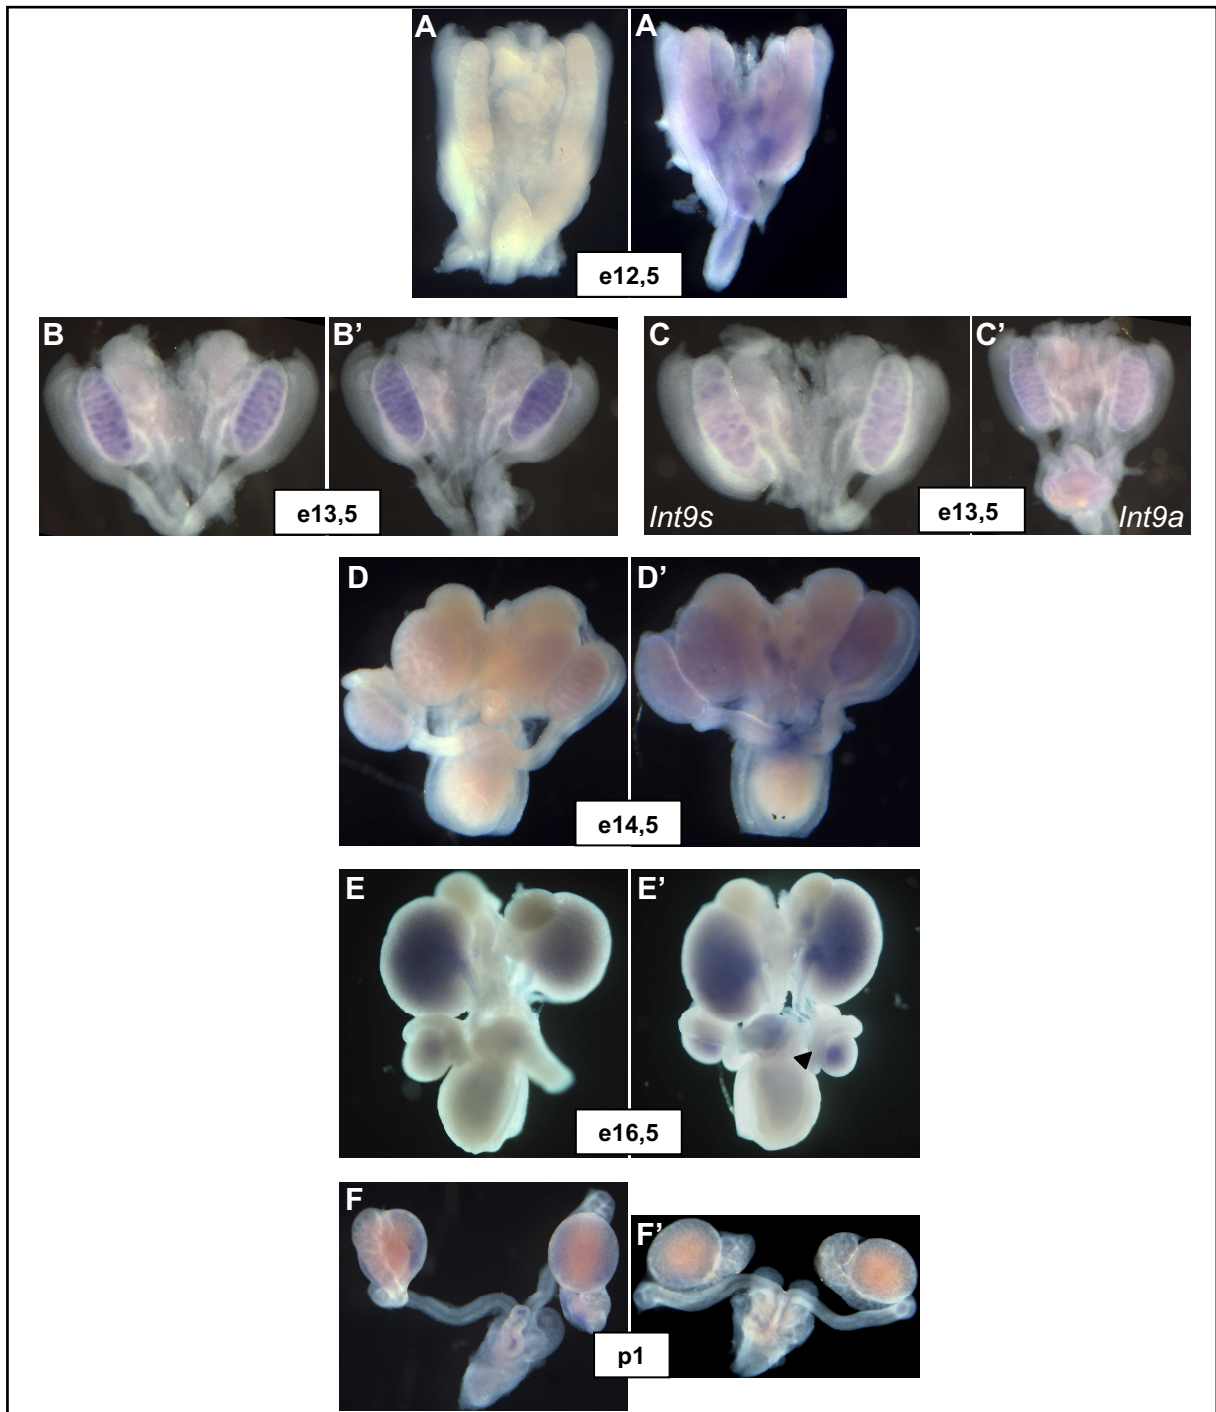 A A
e12,5
B B’ C C’
Int9s Int9a
e13,5 e13,5
D D’
e14,5
E E’
e16,5
F F’
p1